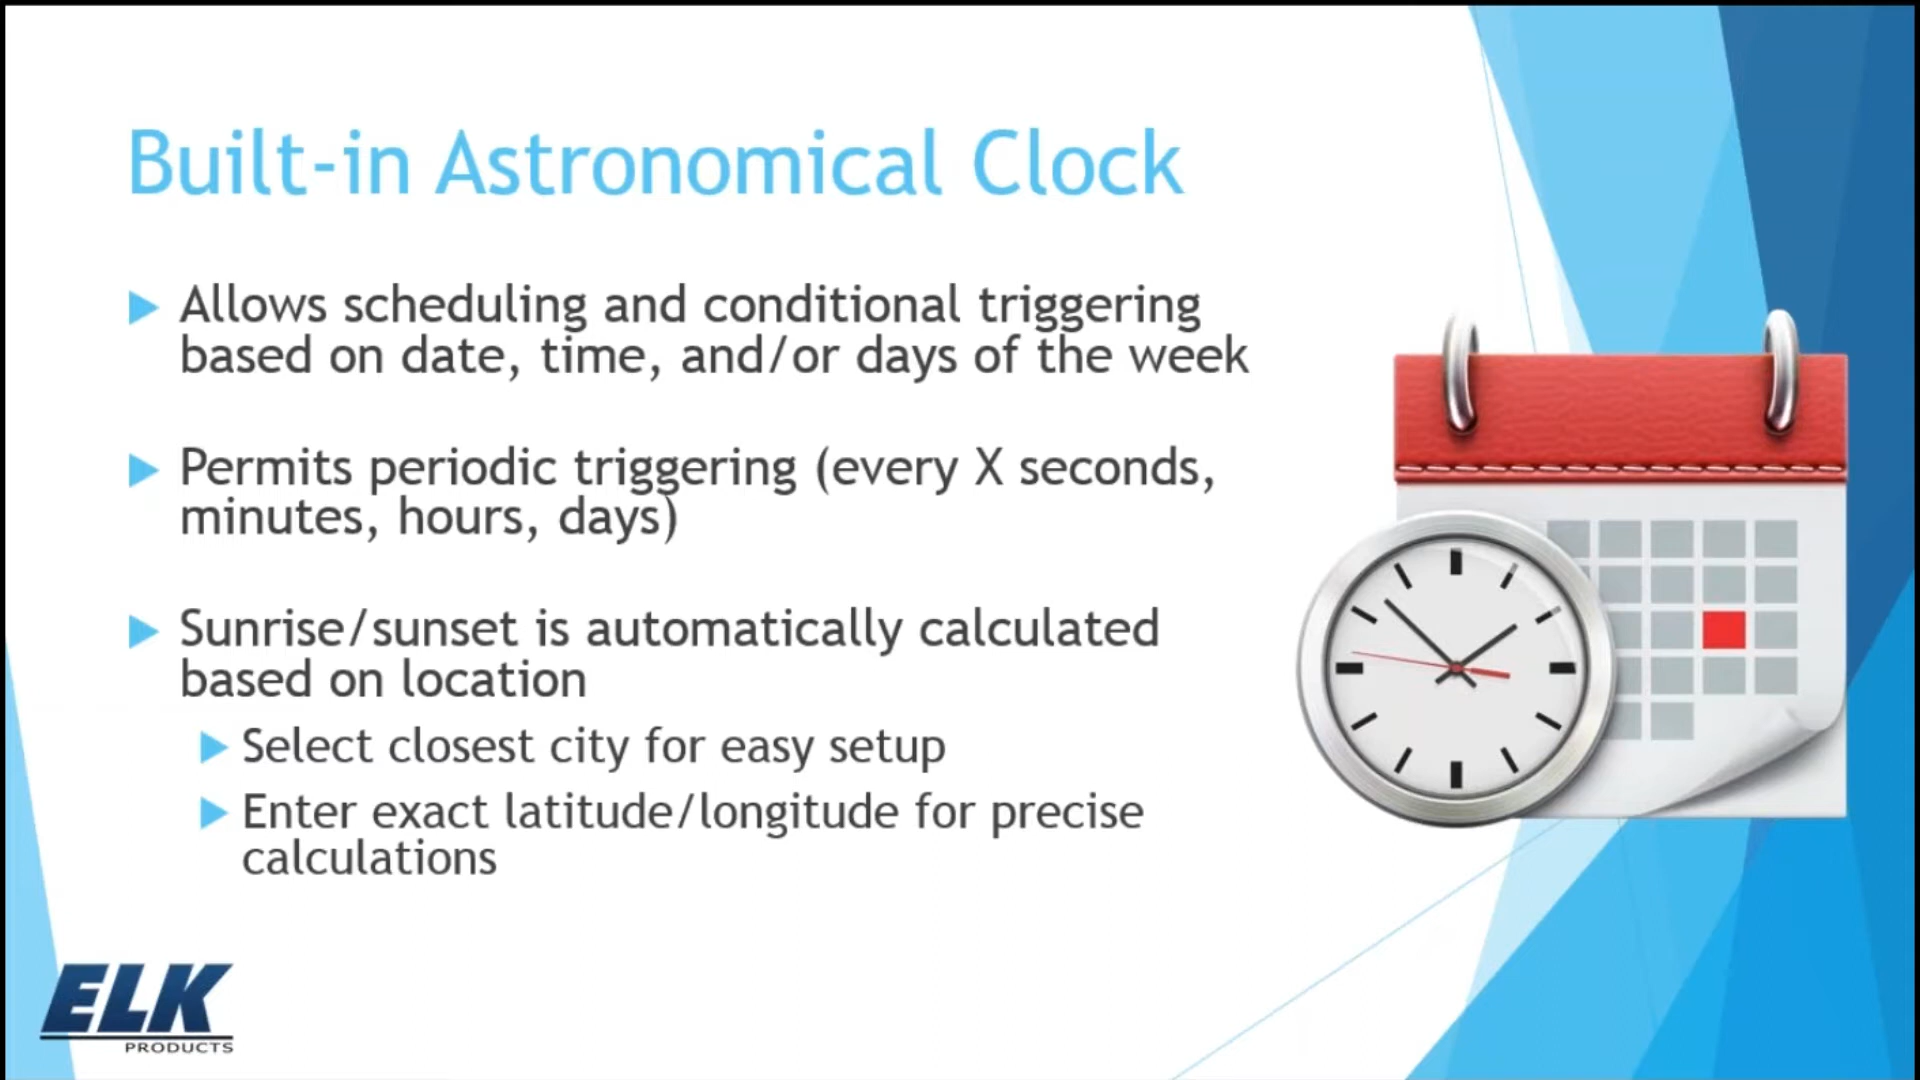 Built-in Astronomical Clock
Allows scheduling and conditional triggering
based on date, time, and/or days of the week
Permits periodic triggering (every X seconds,
minutes, hours, days)
Sunrise/sunset is automatically calculated
based on location
Select closest city for easy setup
Enter exact latitude/longitude for precise
calculations
ELK
PRODUCTS